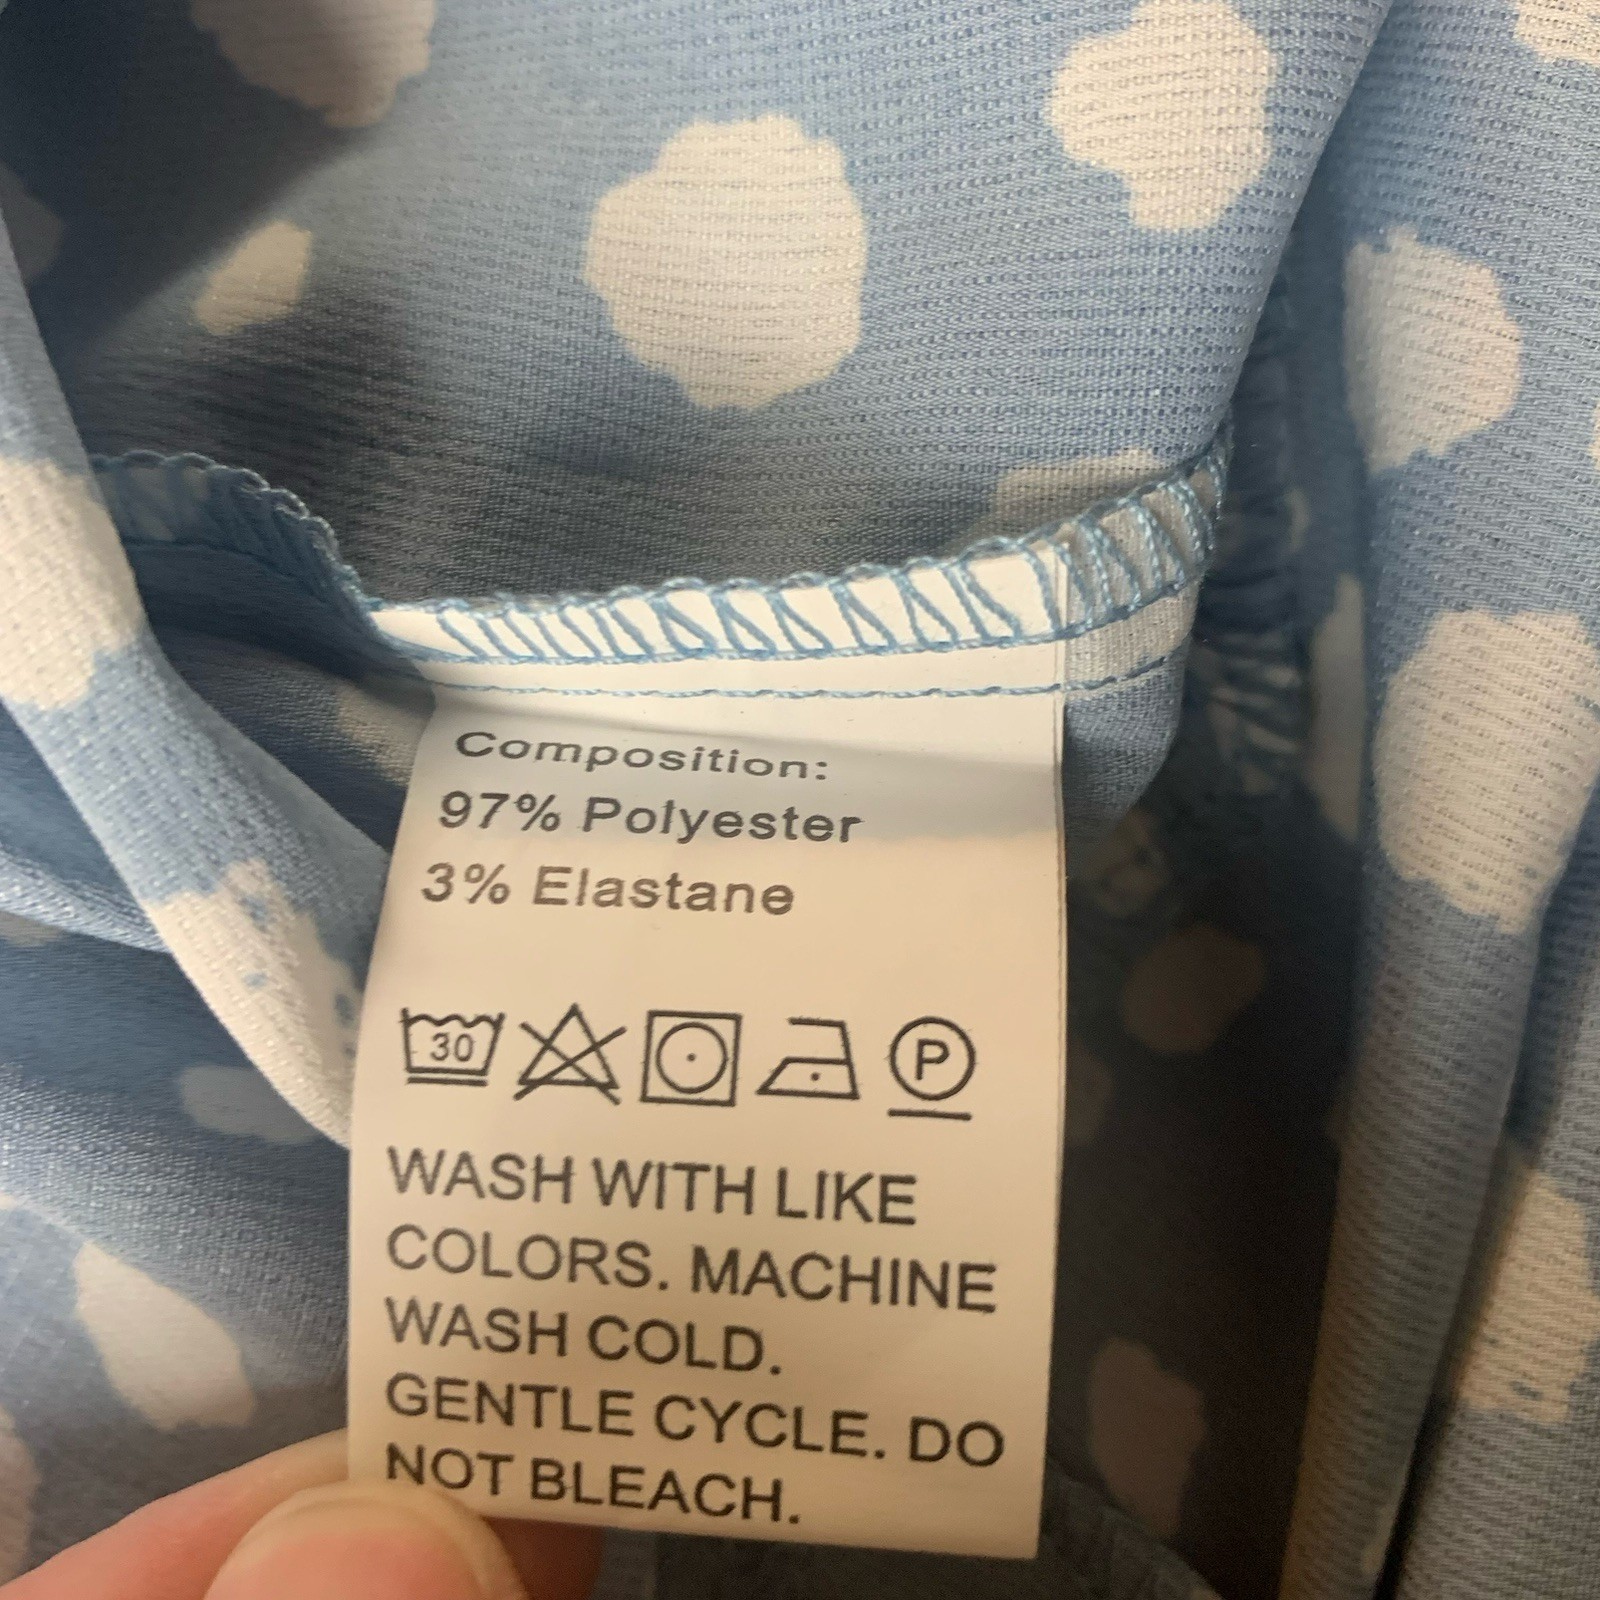 Composition:
97% Polyester
3% Elastane
30 P
WASH WITH LIKE
COLORS. MACHINE
WASH COLD.
GENTLE CYCLE. DO
NOT BLEACH.